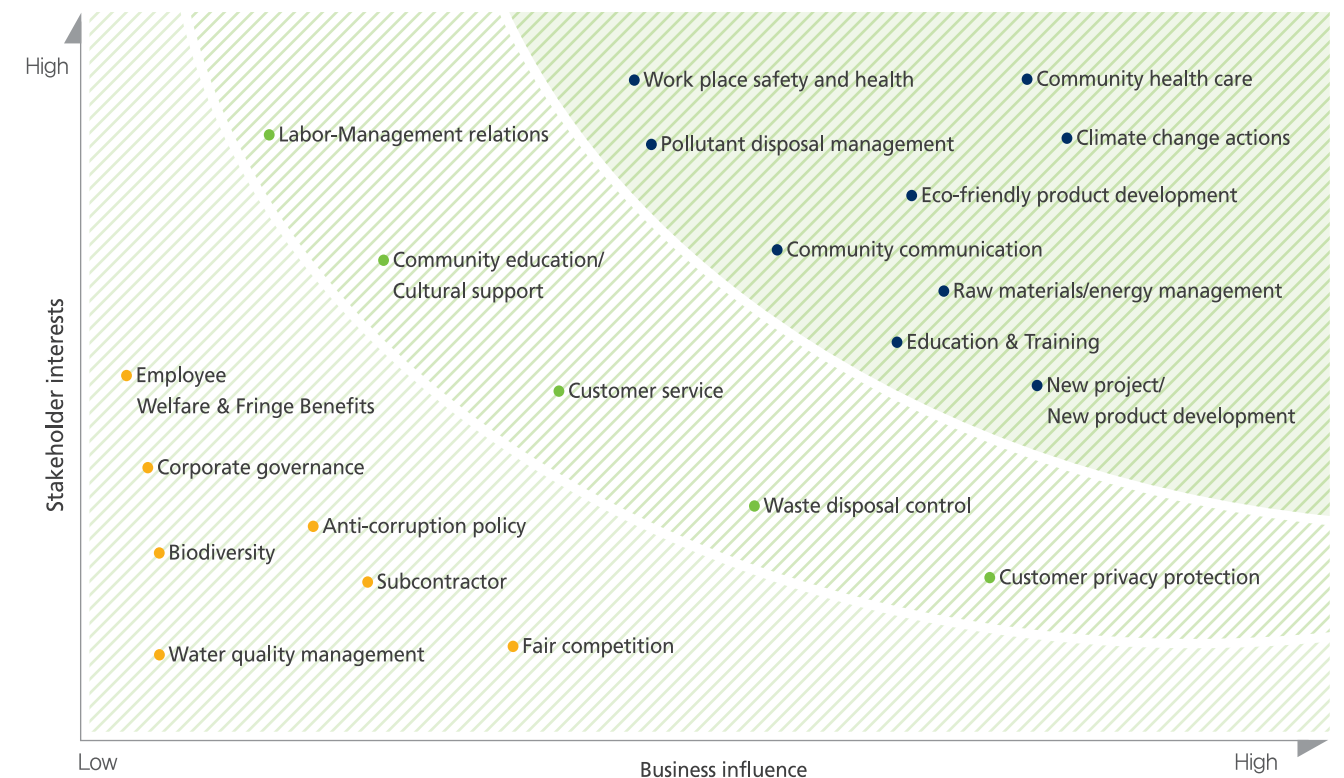 High
Work place safety and health
Community health care
Labor-Management relations
Pollutant disposal management
Climate change actions
Eco-friendly product development
Community communication
Community education/
Cultural support
Raw materials/energy management
Education & Training
Stakeholder interests
Employee
Welfare & Fringe Benefits
Customer service
New project/
New product development
Corporate governance
Waste disposal control
Anti-corruption policy
Biodiversity
Subcontractor
Customer privacy protection
Water quality management
Fair competition
Low
Business influence
High